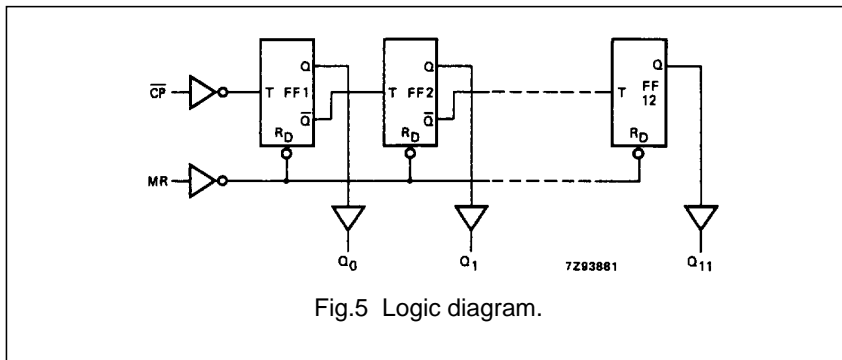 Q Q Q
CP T FF1 T FF2 T FF 12
Q Q
RD RD RD
MR
Q0 Q1 7Z93881 Q11
Fig.5 Logic diagram.